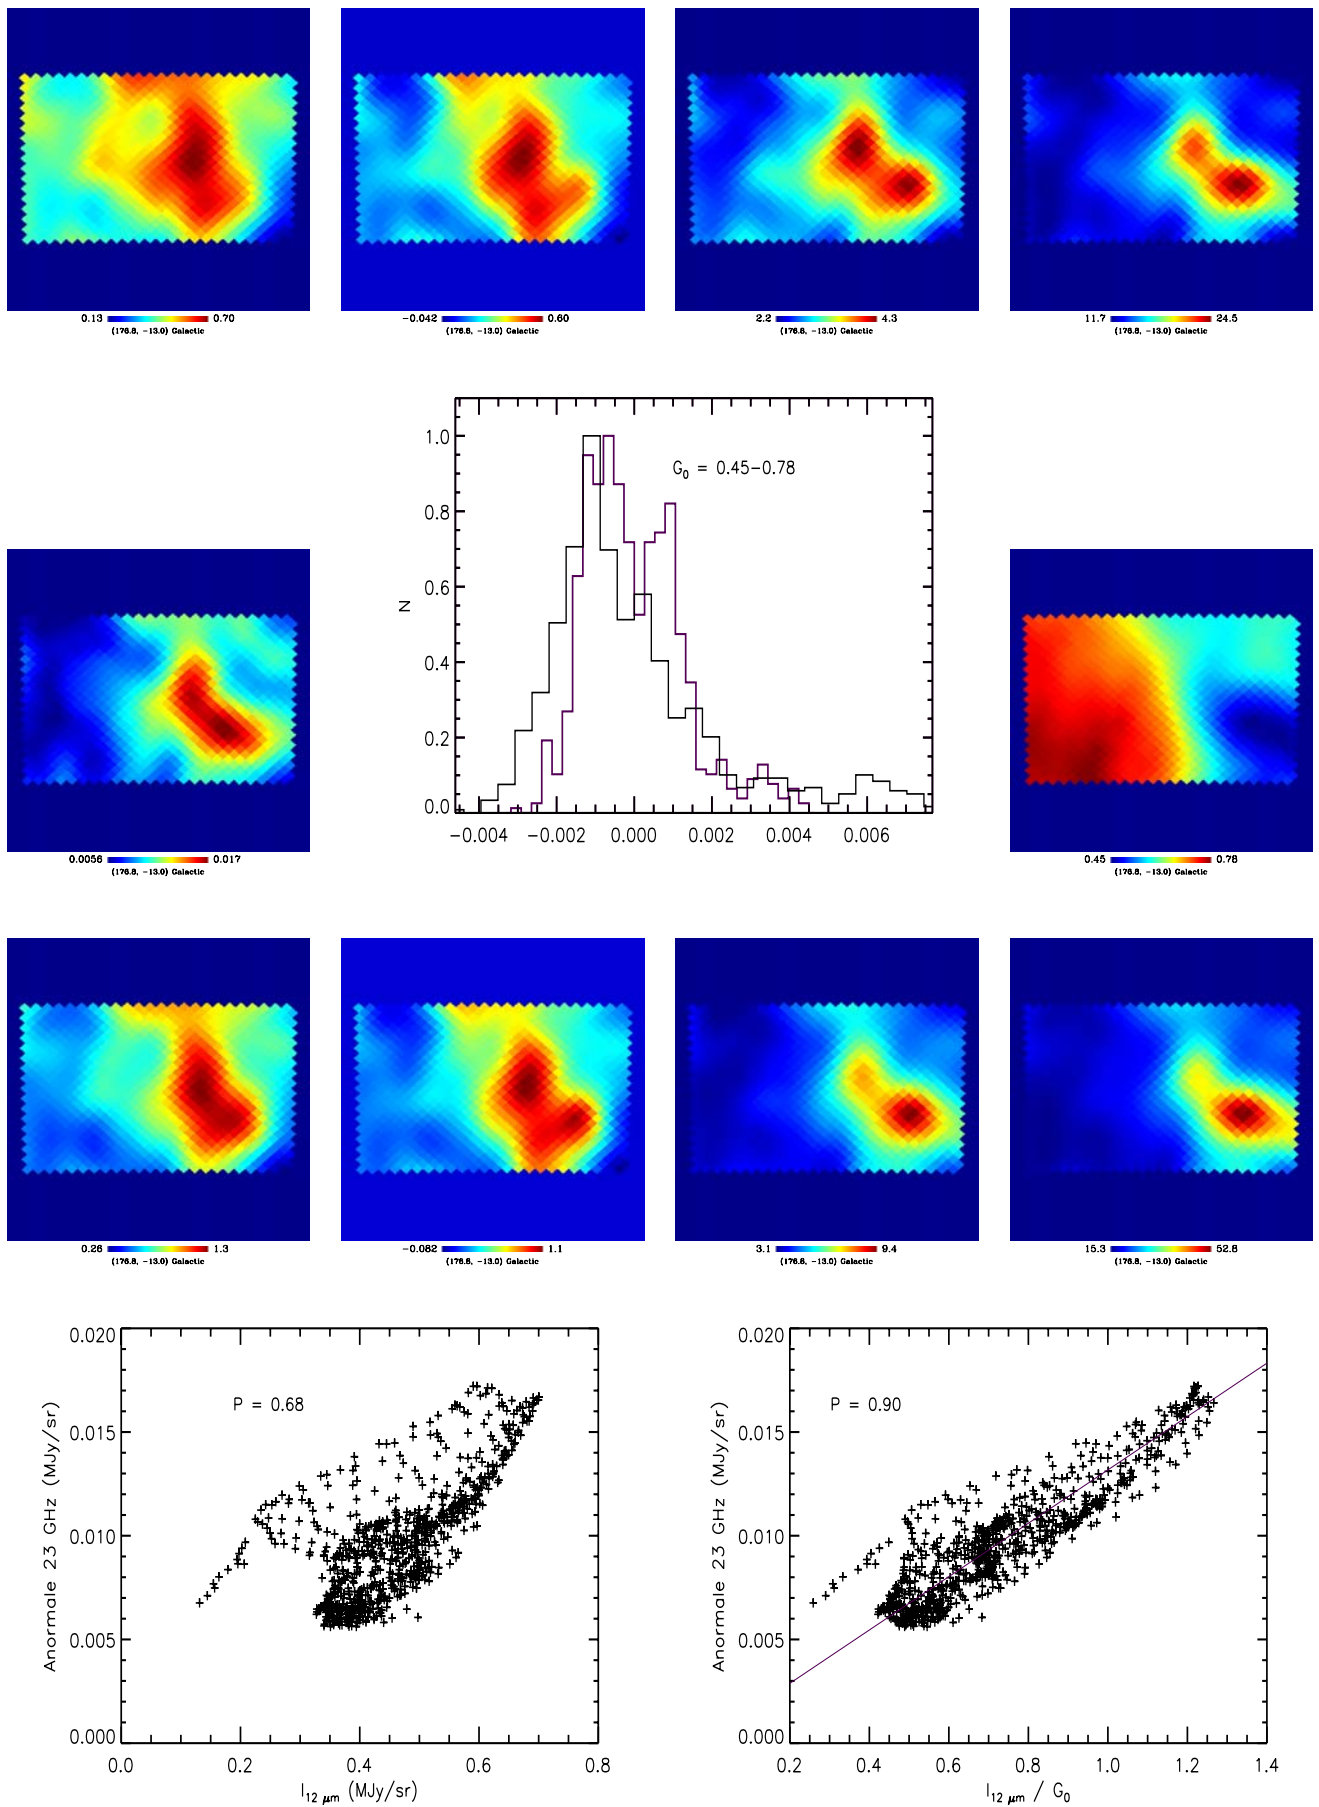 0.13 0.70
(176.8, -13.0) Galactic
-0.042 0.60
(176.8, -13.0) Galactic
2.2 4.3
(176.8, -13.0) Galactic
11.7 24.5
(176.8, -13.0) Galactic
G0 = 0.45-0.78
N
1.0
0.8
0.6
0.4
0.2
0.0
-0.004 -0.002 0.000 0.002 0.004 0.006
0.0056 0.017
(176.8, -13.0) Galactic
0.45 0.78
(176.8, -13.0) Galactic
0.26 1.3
(176.8, -13.0) Galactic
-0.082 1.1
(176.8, -13.0) Galactic
3.1 9.4
(176.8, -13.0) Galactic
15.3 52.8
(176.8, -13.0) Galactic
P = 0.68
Anormale 23 GHz (MJy/sr)
0.020
0.015
0.010
0.005
0.000
0.0 0.2 0.4 0.6 0.8
I12 μm (MJy/sr)
P = 0.90
Anormale 23 GHz (MJy/sr)
0.020
0.015
0.010
0.005
0.000
0.2 0.4 0.6 0.8 1.0 1.2 1.4
I12 μm / G0